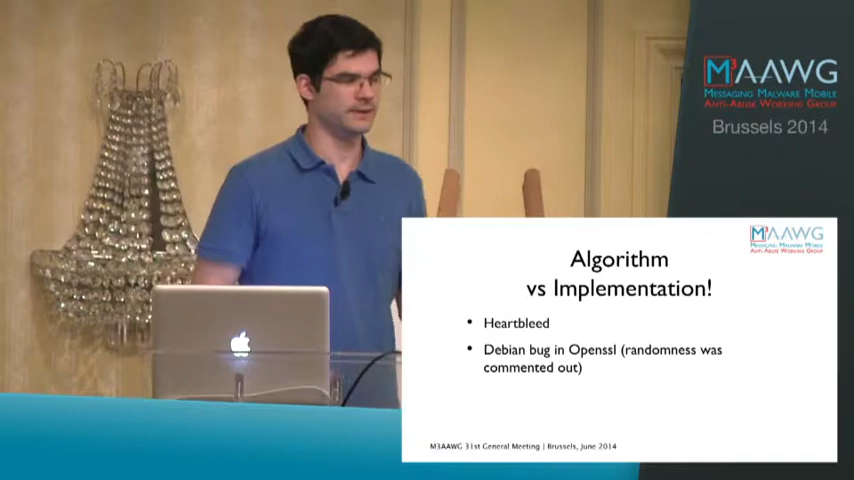 M3AAWG
MESSAGING MALWARE MOBILE
ANTI-ABUSE WORKING GROUP
Brussels 2014
M3AAWG
MESSAGING MALWARE MOBILE
ANTI-ABUSE WORKING GROUP
Algorithm
vs Implementation!
• Heartbleed
• Debian bug in Openssl (randomness was
commented out)
M3AAWG 31st General Meeting | Brussels, June 2014